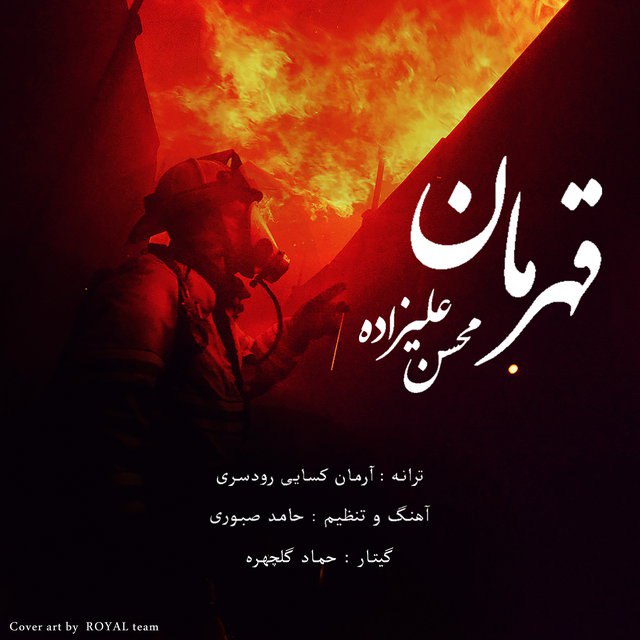 قهرمان
محسن علیزاده
ترانه : آرمان کسایی رودسری
آهنگ و تنظیم : حامد صبوری
گیتار : حماد گلچهره
Cover art by ROYAL team